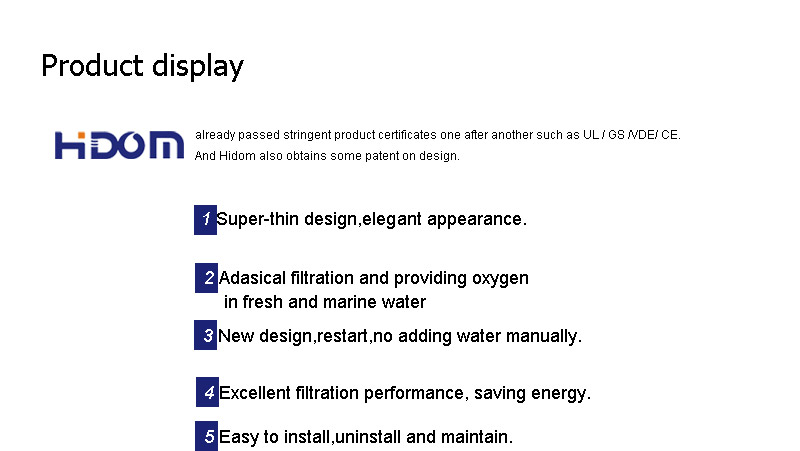 Product display
HiDOM already passed stringent product certificates one after another such as UL / GS /VDE/ CE.
And Hidom also obtains some patent on design.
1 Super-thin design,elegant appearance.
2 Adasical filtration and providing oxygen
in fresh and marine water
3 New design,restart,no adding water manually.
4 Excellent filtration performance, saving energy.
5 Easy to install,uninstall and maintain.